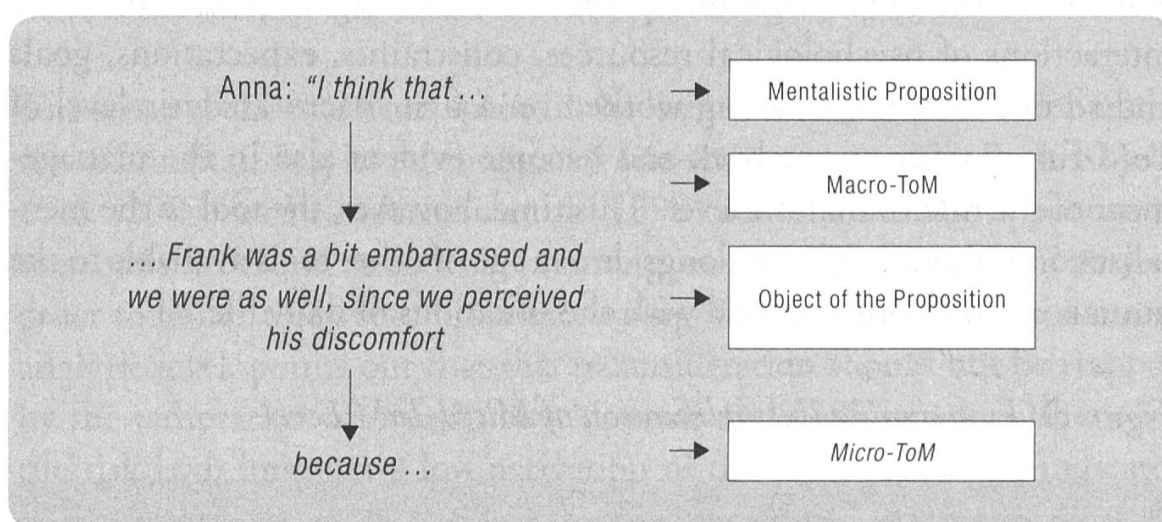 Anna: "I think that ...
Mentalistic Proposition
Macro-ToM
Frank was a bit embarrassed and
we were as well, since we perceived
his discomfort
Object of the Proposition
because ...
Micro-ToM